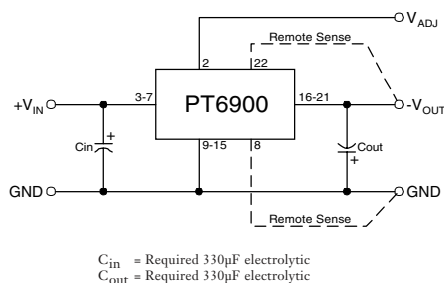 V_ADJ
Remote Sense
2
22
+V_IN
3-7
PT6900
16-21
-V_OUT
Cin
+
9-15
8
Cout
+
GND
GND
Remote Sense
C_in = Required 330µF electrolytic
C_out = Required 330µF electrolytic